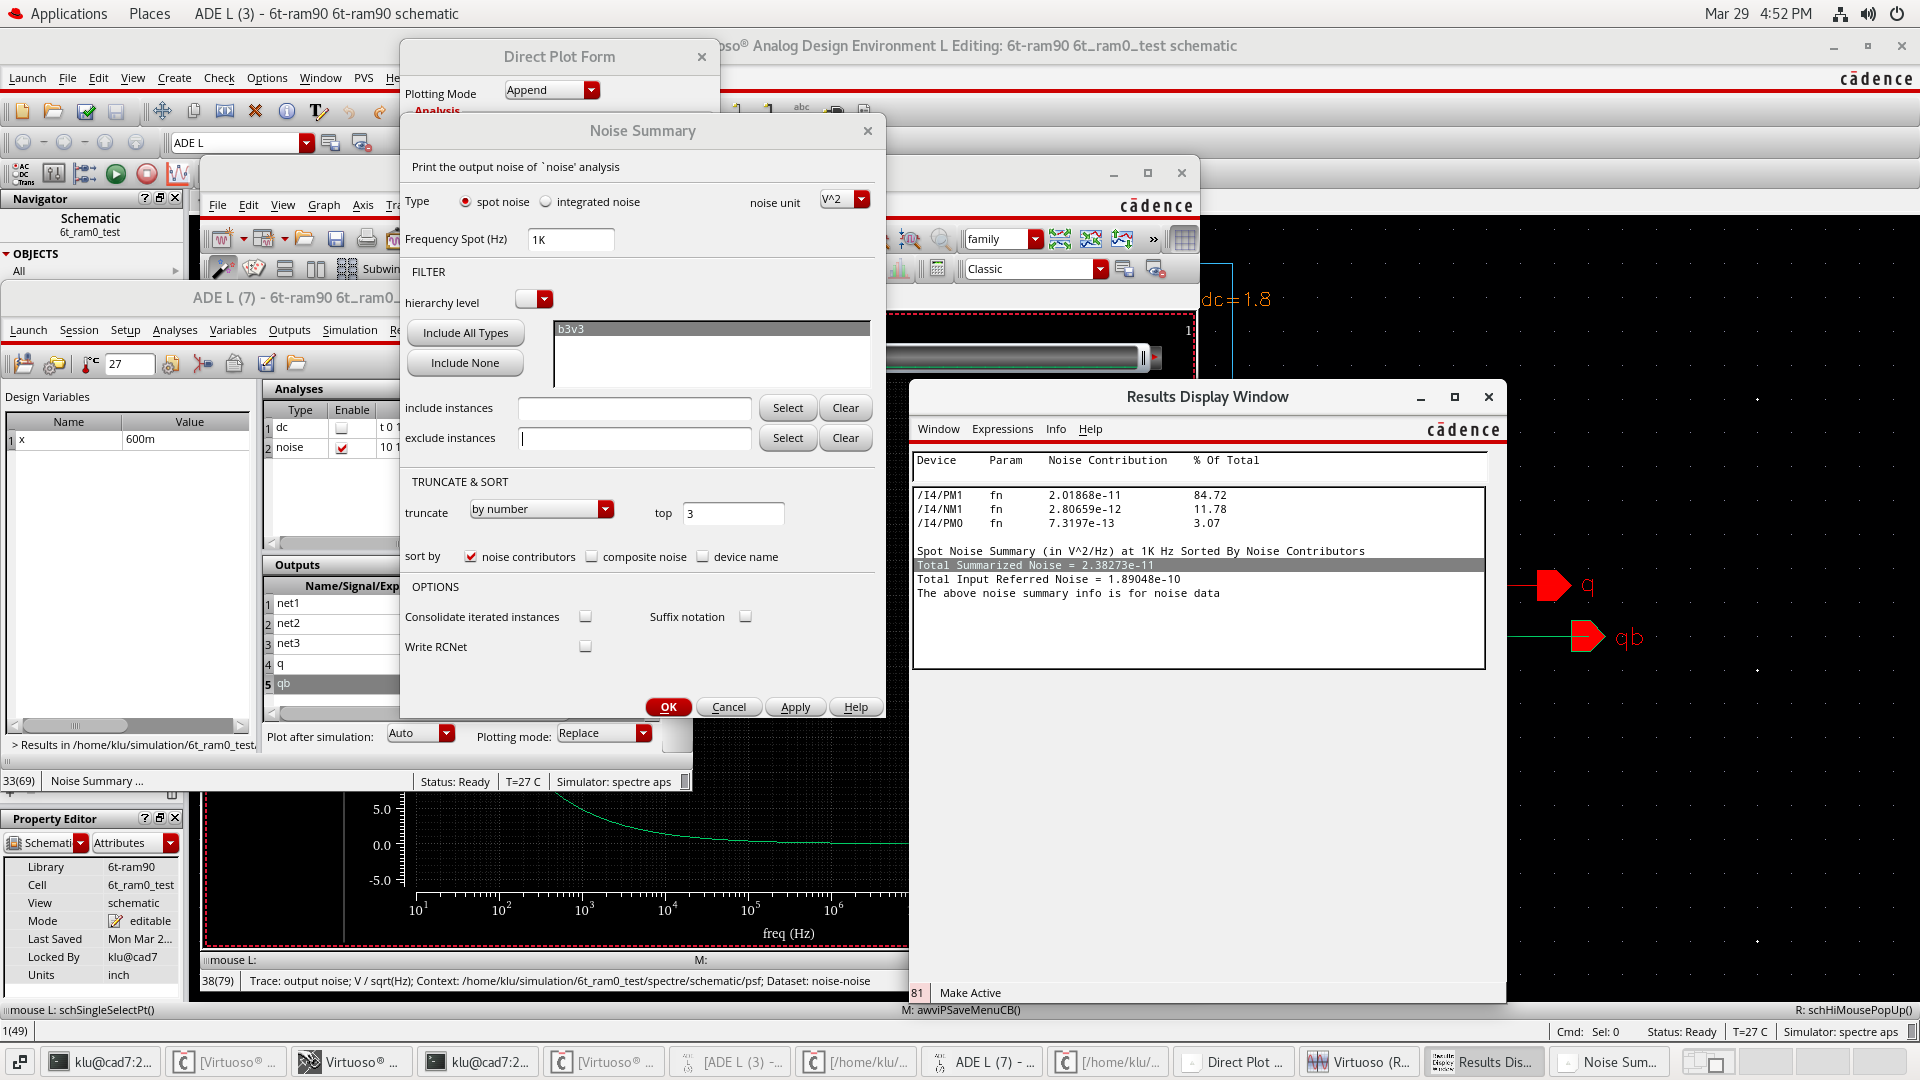 Applications Places ADE L (3) - 6t-ram90 6t-ram90 schematic Mar 29 4:52 PM
uoso® Analog Design Environment L Editing: 6t-ram90 6t_ram0_test schematic
Launch File Edit View Create Check Options Window PVS He
cādence
ADE L
AC
DC
Trans
Navigator
Schematic
6t_ram0_test
OBJECTS
All
Direct Plot Form
Plotting Mode Append
Analysis
abc
File Edit View Graph Axis Tra
cādence
family
Subwin
Classic
dc=1.8
1
Noise Summary
Print the output noise of `noise' analysis
Type spot noise integrated noise noise unit V^2
Frequency Spot (Hz) 1K
FILTER
hierarchy level
Include All Types
Include None
b3v3
include instances Select Clear
exclude instances Select Clear
TRUNCATE & SORT
truncate by number top 3
sort by noise contributors composite noise device name
OPTIONS
Consolidate iterated instances Suffix notation
Write RCNet
OK Cancel Apply Help
ADE L (7) - 6t-ram90 6t_ram0_
Launch Session Setup Analyses Variables Outputs Simulation Re
°C 27
Design Variables
Name Value
1 x 600m
Analyses
Type Enable
1 dc t 0 1
2 noise 10 1
Outputs
Name/Signal/Exp
1 net1
2 net2
3 net3
4 q
5 qb
> Results in /home/klu/simulation/6t_ram0_test
Plot after simulation: Auto Plotting mode: Replace
33(69) Noise Summary ... Status: Ready T=27 C Simulator: spectre aps
Results Display Window
Window Expressions Info Help
cādence
Device Param Noise Contribution % Of Total
/I4/PM1 fn 2.01868e-11 84.72
/I4/NM1 fn 2.80659e-12 11.78
/I4/PM0 fn 7.3197e-13 3.07
Spot Noise Summary (in V^2/Hz) at 1K Hz Sorted By Noise Contributors
Total Summarized Noise = 2.38273e-11
Total Input Referred Noise = 1.89048e-10
The above noise summary info is for noise data
81 Make Active
q
qb
Property Editor
Schemati Attributes
Library 6t-ram90
Cell 6t_ram0_test
View schematic
Mode editable
Last Saved Mon Mar 2...
Locked By klu@cad7
Units inch
5.0
0.0
-5.0
10^1 10^2 10^3 10^4 10^5 10^6
freq (Hz)
mouse L: M:
38(79) Trace: output noise; V / sqrt(Hz); Context: /home/klu/simulation/6t_ram0_test/spectre/schematic/psf; Dataset: noise-noise
mouse L: schSingleSelectPt() M: awviPSaveMenuCB() R: schHiMousePopUp()
1(49) Cmd: Sel: 0 Status: Ready T=27 C Simulator: spectre aps
klu@cad7:2... [Virtuoso® ... Virtuoso® ... klu@cad7:2... [Virtuoso® ... [ADE L (3) -... [/home/klu/... ADE L (7) - ... [/home/klu/... Direct Plot ... Virtuoso (R... Results Dis... Noise Sum...